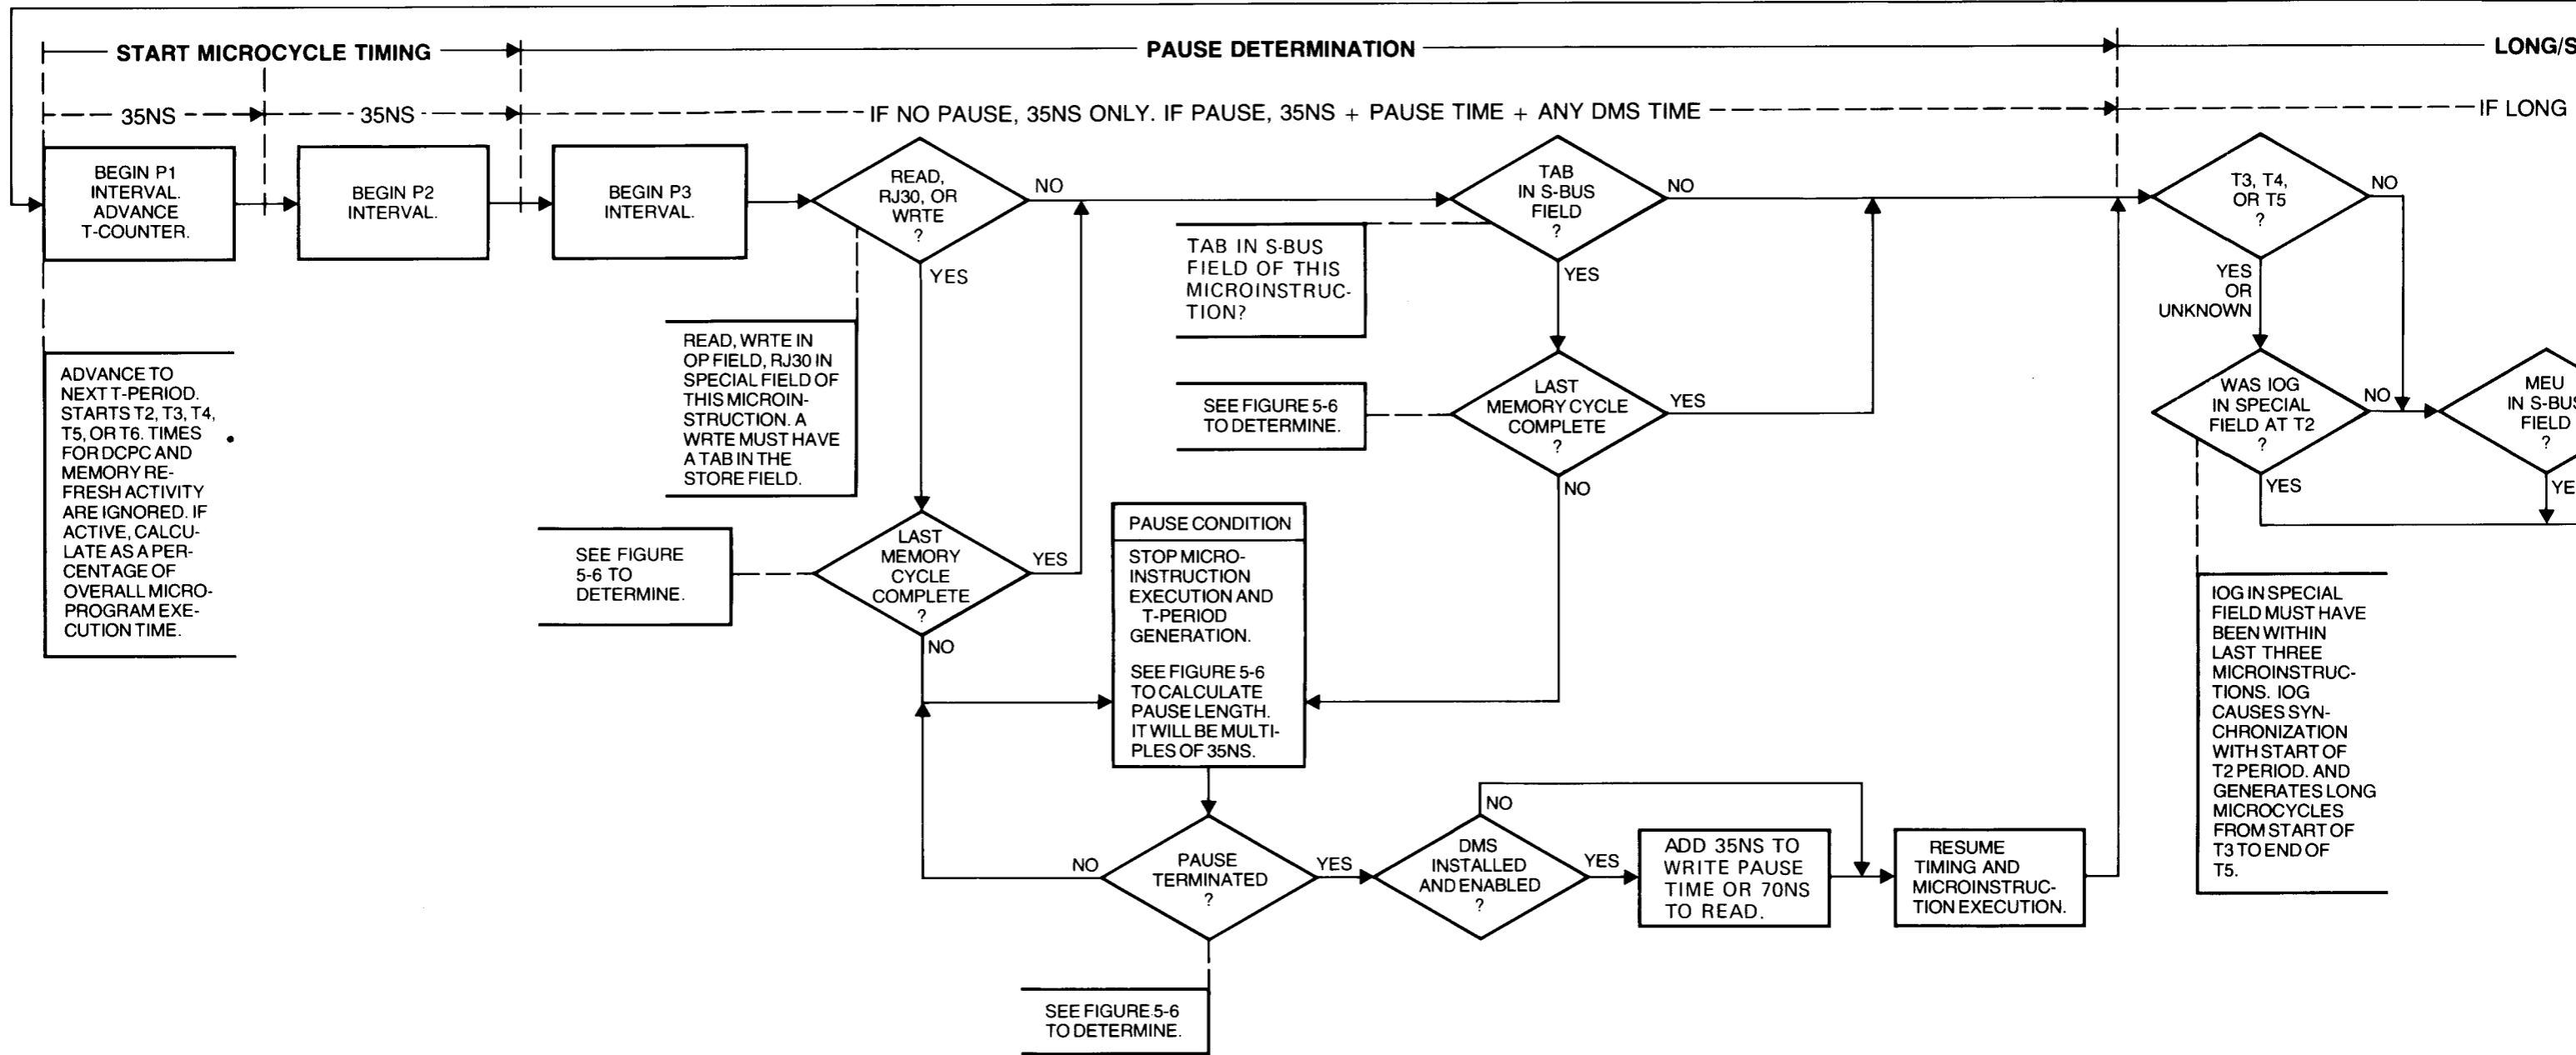 START MICROCYCLE TIMING
PAUSE DETERMINATION
LONG/S
35NS
35NS
IF NO PAUSE, 35NS ONLY. IF PAUSE, 35NS + PAUSE TIME + ANY DMS TIME
IF LONG
BEGIN P1
INTERVAL.
ADVANCE
T-COUNTER.
BEGIN P2
INTERVAL.
BEGIN P3
INTERVAL.
READ,
RJ30, OR
WRTE
?
NO
YES
TAB
IN S-BUS
FIELD
?
NO
YES
T3, T4,
OR T5
?
NO
YES
OR
UNKNOWN
TAB IN S-BUS
FIELD OF THIS
MICROINSTRUC-
TION?
READ, WRTE IN
OP FIELD, RJ30 IN
SPECIAL FIELD OF
THIS MICROIN-
STRUCTION. A
WRTE MUST HAVE
A TAB IN THE
STORE FIELD.
ADVANCE TO
NEXT T-PERIOD.
STARTS T2, T3, T4,
T5, OR T6. TIMES
FOR DCPC AND
MEMORY RE-
FRESH ACTIVITY
ARE IGNORED. IF
ACTIVE, CALCU-
LATE AS A PER-
CENTAGE OF
OVERALL MICRO-
PROGRAM EXE-
CUTION TIME.
SEE FIGURE 5-6
TO DETERMINE.
LAST
MEMORY CYCLE
COMPLETE
?
YES
NO
WAS IOG
IN SPECIAL
FIELD AT T2
?
NO
YES
MEU
IN S-BUS
FIELD
?
YE
SEE FIGURE
5-6 TO
DETERMINE.
LAST
MEMORY
CYCLE
COMPLETE
?
YES
NO
PAUSE CONDITION
STOP MICRO-
INSTRUCTION
EXECUTION AND
T-PERIOD
GENERATION.
SEE FIGURE 5-6
TO CALCULATE
PAUSE LENGTH.
IT WILL BE MULTI-
PLES OF 35NS.
IOG IN SPECIAL
FIELD MUST HAVE
BEEN WITHIN
LAST THREE
MICROINSTRUC-
TIONS. IOG
CAUSES SYN-
CHRONIZATION
WITH START OF
T2 PERIOD. AND
GENERATES LONG
MICROCYCLES
FROM START OF
T3 TO END OF
T5.
NO
PAUSE
TERMINATED
?
YES
NO
DMS
INSTALLED
AND ENABLED
?
YES
ADD 35NS TO
WRITE PAUSE
TIME OR 70NS
TO READ.
RESUME
TIMING AND
MICROINSTRUC-
TION EXECUTION.
SEE FIGURE 5-6
TO DETERMINE.